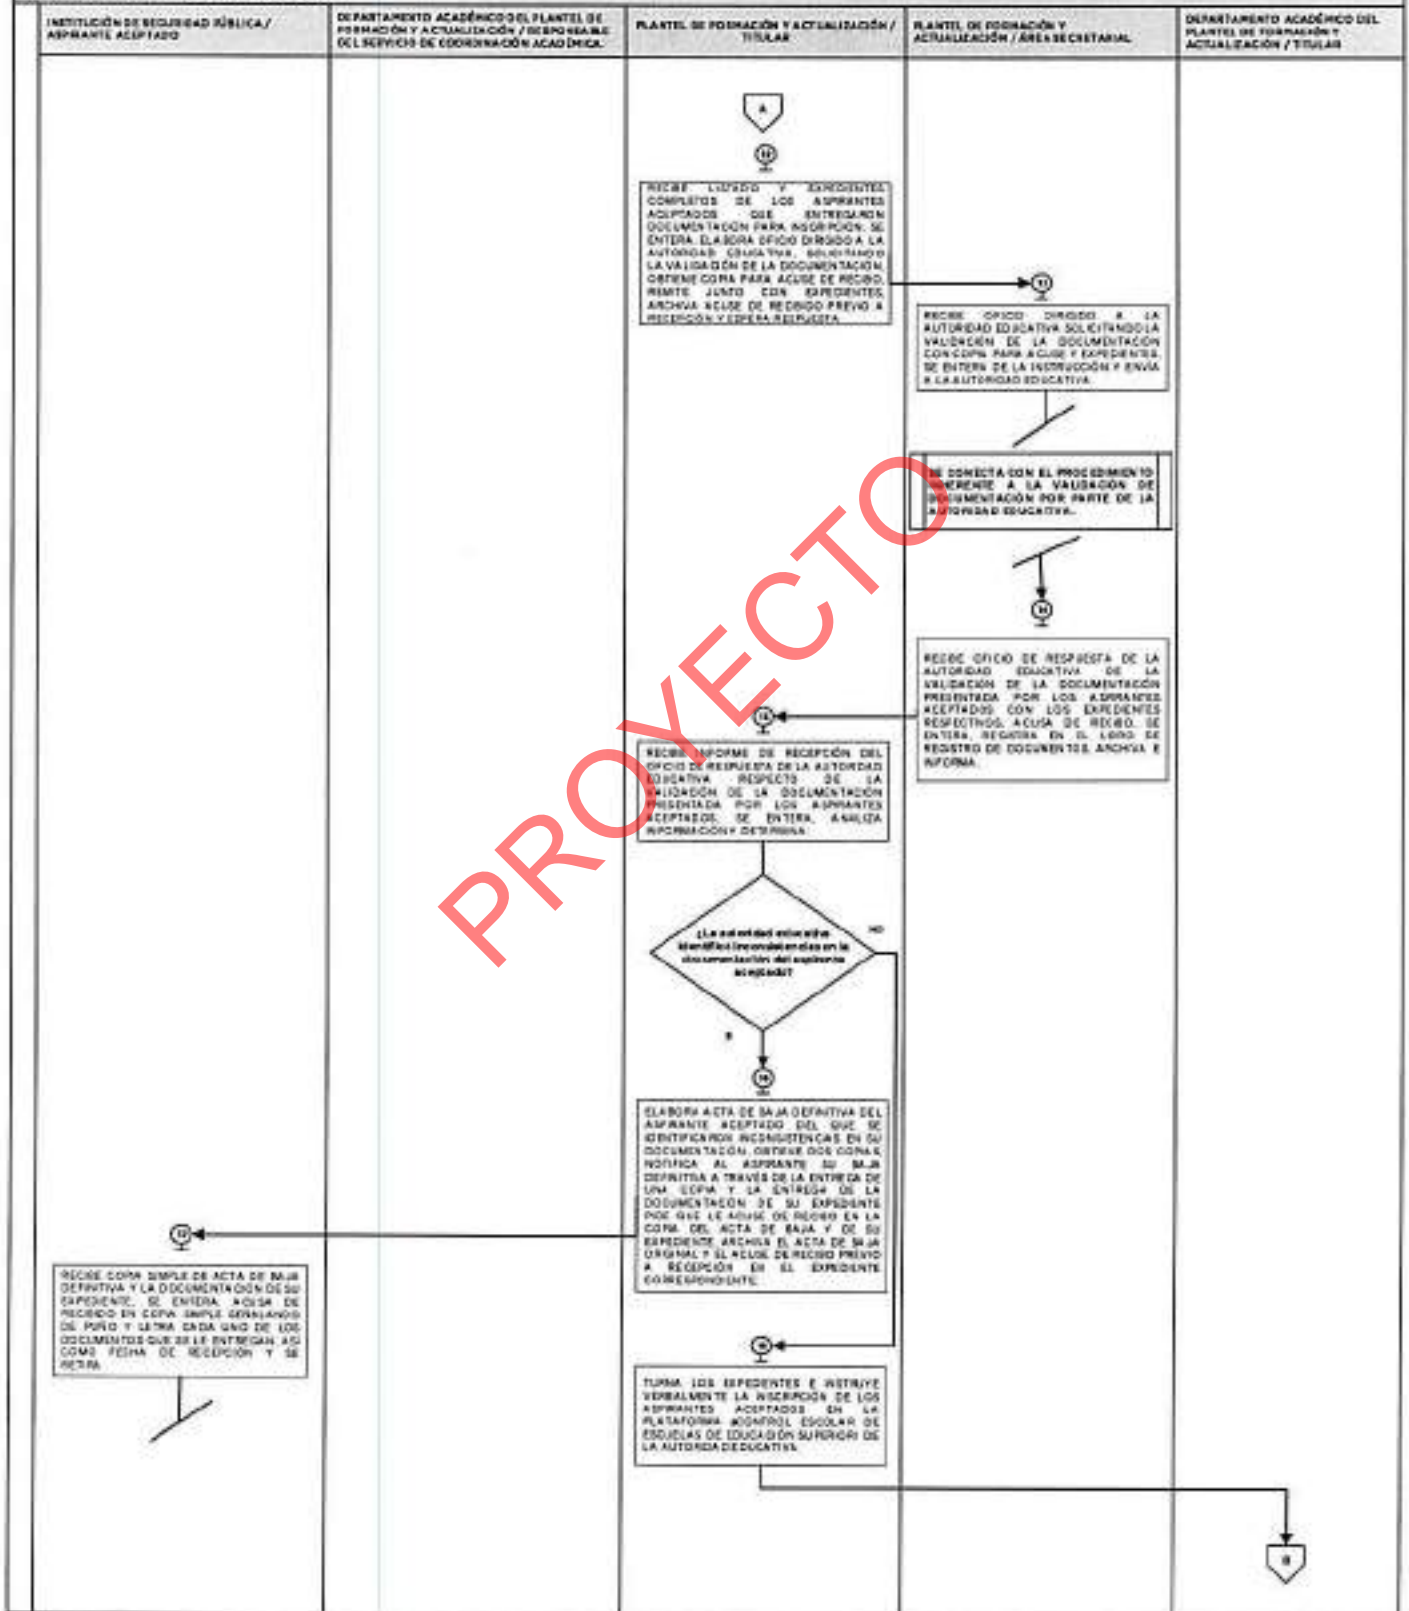 INSTITUCIÓN DE SEGURIDAD PÚBLICA /
ASPIRANTE ACEPTADO
DEPARTAMENTO ACADÉMICO DEL PLANTEL DE
FORMACIÓN Y ACTUALIZACIÓN / RESPONSABLE
DEL SERVICIO DE COORDINACIÓN ACADÉMICA.
PLANTEL DE FORMACIÓN Y ACTUALIZACIÓN /
TITULAR
PLANTEL DE FORMACIÓN Y
ACTUALIZACIÓN / ÁREA SECRETARIAL
DEPARTAMENTO ACADÉMICO DEL
PLANTEL DE FORMACIÓN Y
ACTUALIZACIÓN / TITULAR
A
12
RECIBE LISTADO Y EXPEDIENTES
COMPLETOS DE LOS ASPIRANTES
ACEPTADOS QUE ENTREGARON
DOCUMENTACIÓN PARA INSCRIPCIÓN, SE
ENTERA, ELABORA OFICIO DIRIGIDO A LA
AUTORIDAD EDUCATIVA, SOLICITANDO
LA VALIDACIÓN DE LA DOCUMENTACIÓN,
OBTIENE COPIA PARA ACUSE DE RECIBO,
REMITE JUNTO CON EXPEDIENTES,
ARCHIVA ACUSE DE RECIBIDO PREVIO A
RECEPCIÓN Y ESPERA RESPUESTA.
13
RECIBE OFICIO DIRIGIDO A LA
AUTORIDAD EDUCATIVA SOLICITANDO LA
VALIDACIÓN DE LA DOCUMENTACIÓN
CON COPIA PARA ACUSE Y EXPEDIENTES,
SE ENTERA DE LA INSTRUCCIÓN Y ENVÍA
A LA AUTORIDAD EDUCATIVA.
SE CONECTA CON EL PROCEDIMIENTO
INHERENTE A LA VALIDACIÓN DE
DOCUMENTACIÓN POR PARTE DE LA
AUTORIDAD EDUCATIVA.
14
RECIBE OFICIO DE RESPUESTA DE LA
AUTORIDAD EDUCATIVA DE LA
VALIDACIÓN DE LA DOCUMENTACIÓN
PRESENTADA POR LOS ASPIRANTES
ACEPTADOS, CON LOS EXPEDIENTES
RESPECTIVOS, ACUSA DE RECIBO, SE
ENTERA, REGISTRA EN EL LIBRO DE
REGISTRO DE DOCUMENTOS, ARCHIVA E
INFORMA.
15
RECIBE INFORME DE RECEPCIÓN DEL
OFICIO DE RESPUESTA DE LA AUTORIDAD
EDUCATIVA RESPECTO DE LA
VALIDACIÓN DE LA DOCUMENTACIÓN
PRESENTADA POR LOS ASPIRANTES
ACEPTADOS, SE ENTERA, ANALIZA
INFORMACIÓN Y DETERMINA:
¿La autoridad educativa
identificó inconsistencias en la
documentación del aspirante
aceptado?
NO
SI
16
ELABORA ACTA DE BAJA DEFINITIVA DEL
ASPIRANTE ACEPTADO DEL QUE SE
IDENTIFICARON INCONSISTENCIAS EN SU
DOCUMENTACIÓN, OBTIENE DOS COPIAS,
NOTIFICA AL ASPIRANTE SU BAJA
DEFINITIVA A TRAVÉS DE LA ENTREGA DE
UNA COPIA Y LA ENTREGA DE LA
DOCUMENTACIÓN DE SU EXPEDIENTE
PIDE QUE LE ACUSE DE RECIBO EN LA
COPIA DEL ACTA DE BAJA Y DE SU
EXPEDIENTE, ARCHIVA EL ACTA DE BAJA
ORIGINAL Y EL ACUSE DE RECIBO PREVIO
A RECEPCIÓN EN EL EXPEDIENTE
CORRESPONDIENTE.
17
RECIBE COPIA SIMPLE DE ACTA DE BAJA
DEFINITIVA Y LA DOCUMENTACIÓN DE SU
EXPEDIENTE, SE ENTERA, ACUSA DE
RECIBIDO EN COPIA SIMPLE SEÑALANDO
DE PUÑO Y LETRA CADA UNO DE LOS
DOCUMENTOS QUE SE LE ENTREGAN, ASÍ
COMO FECHA DE RECEPCIÓN Y SE
RETIRA.
18
TURNA LOS EXPEDIENTES E INSTRUYE
VERBALMENTE LA INSCRIPCIÓN DE LOS
ASPIRANTES ACEPTADOS EN LA
PLATAFORMA "CONTROL ESCOLAR DE
ESCUELAS DE EDUCACIÓN SUPERIOR" DE
LA AUTORIDAD EDUCATIVA.
B
PROYECTO